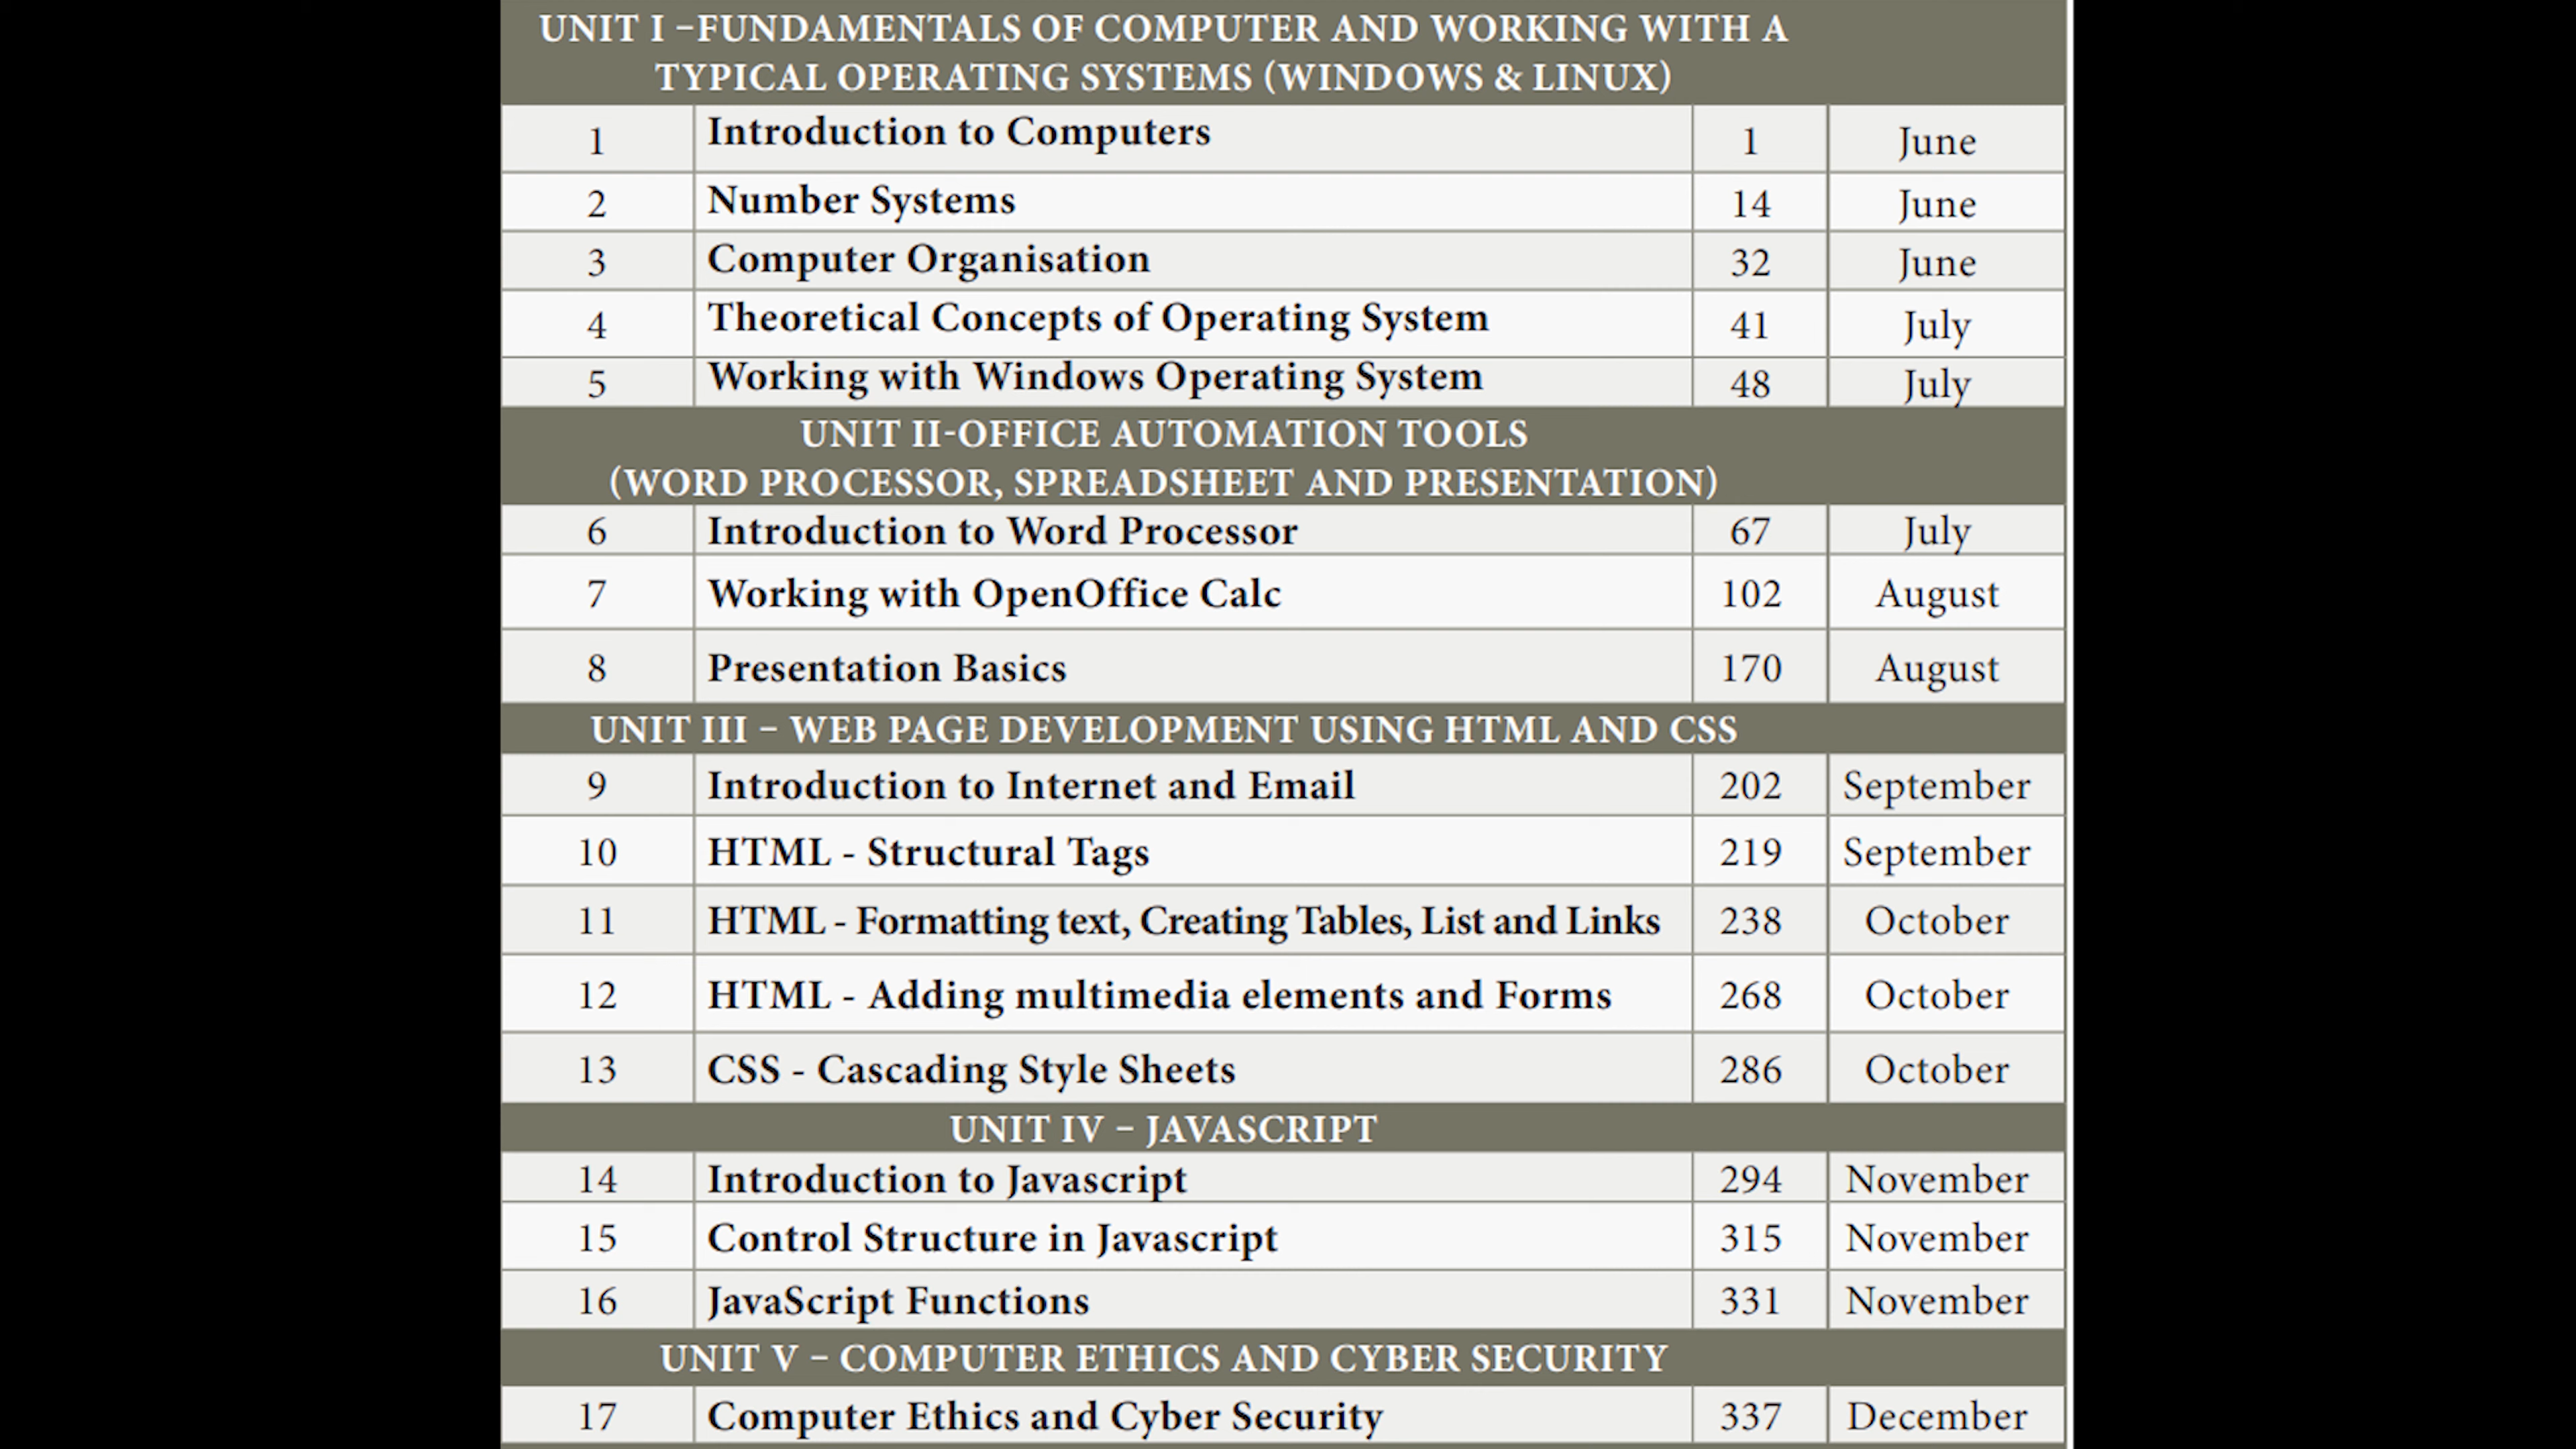 UNIT I –FUNDAMENTALS OF COMPUTER AND WORKING WITH A
TYPICAL OPERATING SYSTEMS (WINDOWS & LINUX)
1 Introduction to Computers 1 June
2 Number Systems 14 June
3 Computer Organisation 32 June
4 Theoretical Concepts of Operating System 41 July
5 Working with Windows Operating System 48 July
UNIT II-OFFICE AUTOMATION TOOLS
(WORD PROCESSOR, SPREADSHEET AND PRESENTATION)
6 Introduction to Word Processor 67 July
7 Working with OpenOffice Calc 102 August
8 Presentation Basics 170 August
UNIT III – WEB PAGE DEVELOPMENT USING HTML AND CSS
9 Introduction to Internet and Email 202 September
10 HTML - Structural Tags 219 September
11 HTML - Formatting text, Creating Tables, List and Links 238 October
12 HTML - Adding multimedia elements and Forms 268 October
13 CSS - Cascading Style Sheets 286 October
UNIT IV – JAVASCRIPT
14 Introduction to Javascript 294 November
15 Control Structure in Javascript 315 November
16 JavaScript Functions 331 November
UNIT V – COMPUTER ETHICS AND CYBER SECURITY
17 Computer Ethics and Cyber Security 337 December